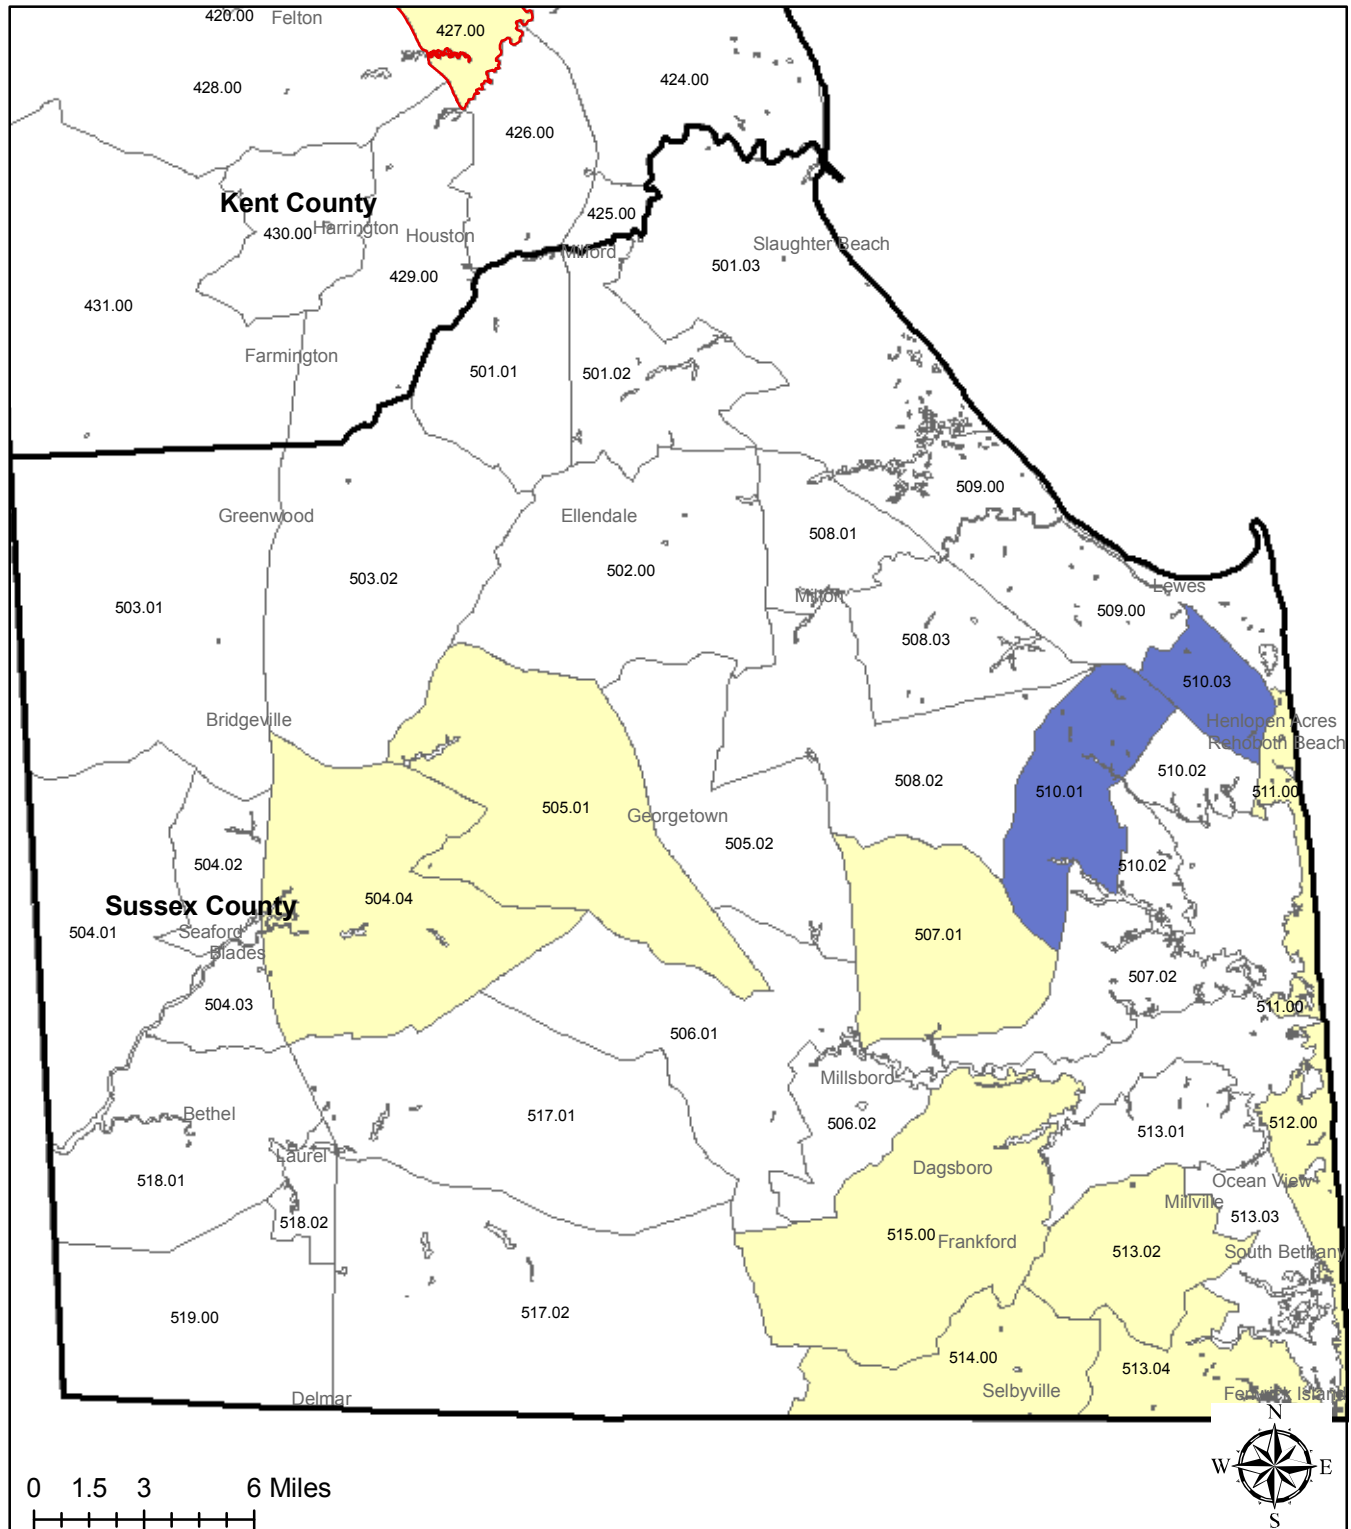 420.00
Felton
427.00
428.00
424.00
426.00
Kent County
425.00
430.00
Harrington
Houston
Milford
Slaughter Beach
501.03
429.00
431.00
Farmington
501.01
501.02
509.00
Greenwood
Ellendale
508.01
503.02
502.00
503.01
Milton
Lewes
509.00
508.03
510.03
Bridgeville
Henlopen Acres
Rehoboth Beach
510.02
508.02
510.01
511.00
505.01
Georgetown
505.02
504.02
510.02
504.04
Sussex County
504.01
Seaford
Blades
507.01
507.02
504.03
511.00
506.01
Millsboro
Bethel
517.01
506.02
512.00
513.01
Laurel
Dagsboro
518.01
Ocean View
Millville
518.02
513.03
515.00
Frankford
513.02
South Bethany
519.00
517.02
514.00
513.04
Selbyville
Fenwick Island
Delmar
N
W
E
S
0 1.5 3 6 Miles